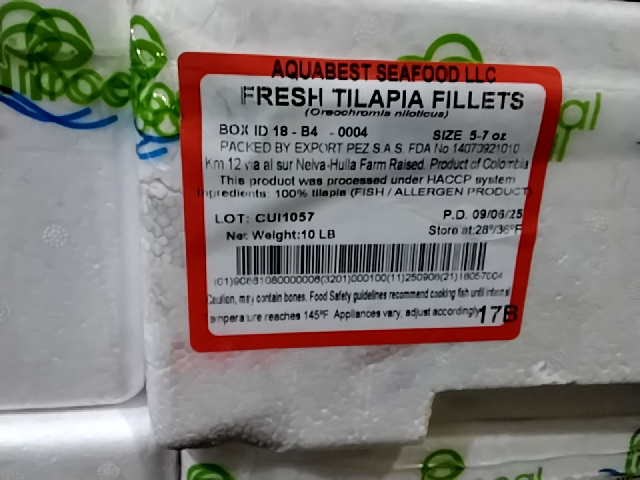 AQUABEST SEAFOOD LLC
FRESH TILAPIA FILLETS
(Oreochromis niloticus)
BOX ID 18 - B4 - 0004 SIZE 5-7 oz
PACKED BY EXPORT PEZ S.A.S. FDA No 14073921010
Km 12 via al sur Neiva-Huila Farm Raised. Product of Colombia
This product was processed under HACCP system
Ingredients: 100% tilapia (FISH / ALLERGEN PRODUCT)
LOT: CUI1057 P.D. 09/06/25
Net Weight:10 LB Store at:28°/36°F
Caution, may contain bones. Food Safety guidelines recommend cooking fish until internal
temperature reaches 145°F. Appliances vary, adjust accordingly 17B